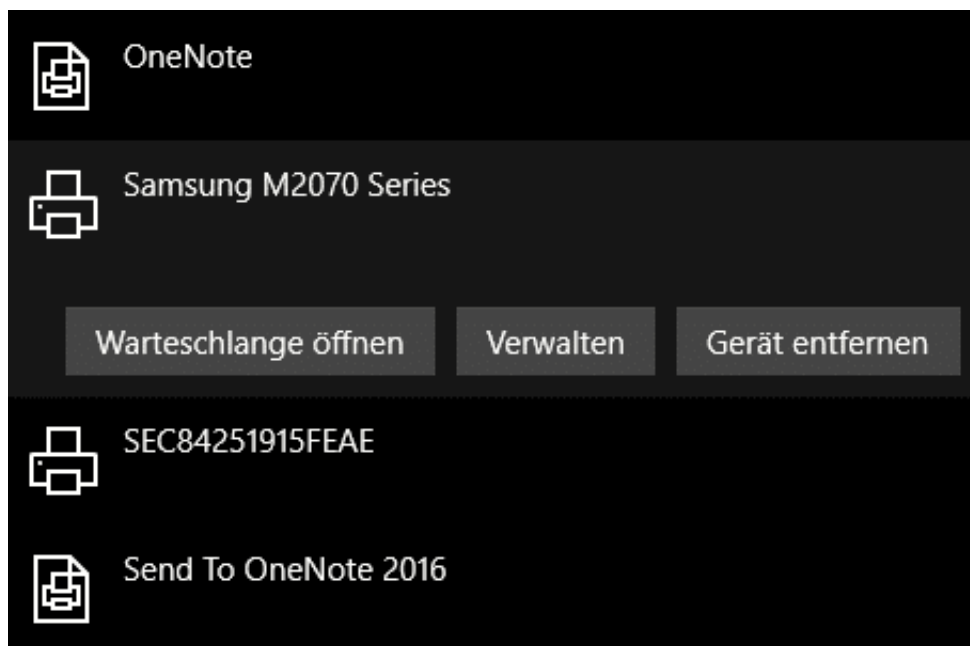 OneNote
Samsung M2070 Series
Warteschlange öffnen Verwalten Gerät entfernen
SEC84251915FEAE
Send To OneNote 2016